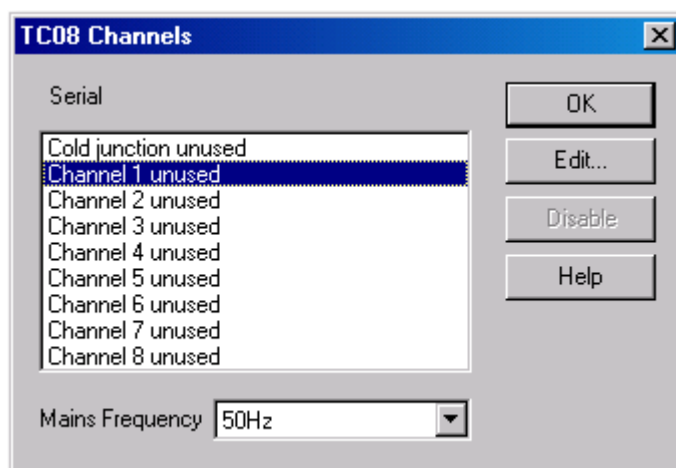 TC08 Channels
Serial
Cold junction unused
Channel 1 unused
Channel 2 unused
Channel 3 unused
Channel 4 unused
Channel 5 unused
Channel 6 unused
Channel 7 unused
Channel 8 unused
OK
Edit...
Disable
Help
Mains Frequency 50Hz